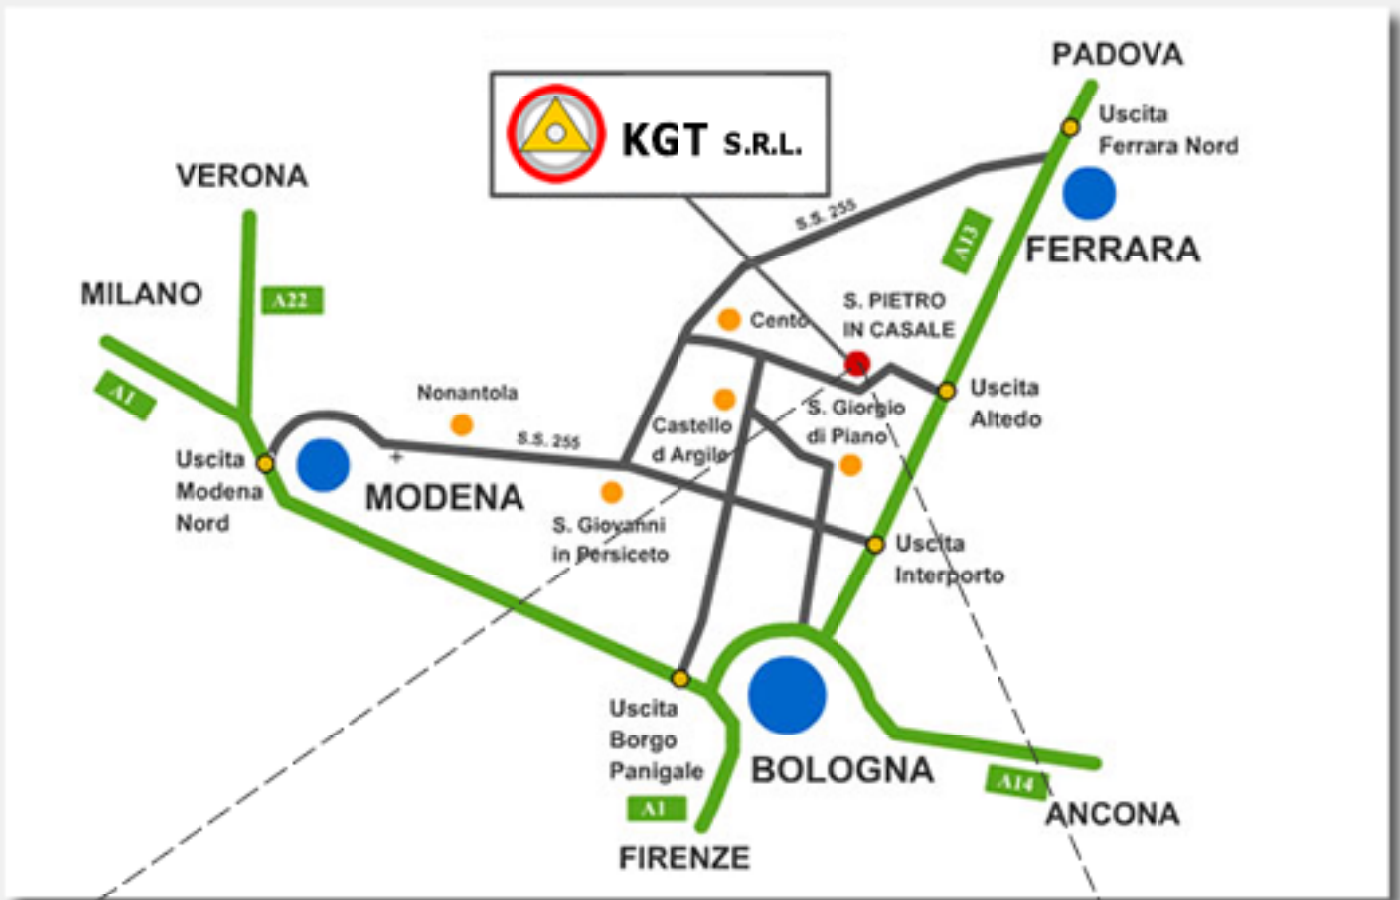 PADOVA
Uscita
Ferrara Nord
KGT S.R.L.
VERONA
S.S. 255
A13
FERRARA
MILANO
A22
S. PIETRO
IN CASALE
Cento
A1
Nonantola
Uscita
Altedo
S. Giorgio
di Piano
Castello
d Argile
S.S. 255
Uscita
Modena
Nord
MODENA
S. Giovanni
in Persiceto
Uscita
Interporto
Uscita
Borgo
Panigale
BOLOGNA
A14
A1
ANCONA
FIRENZE